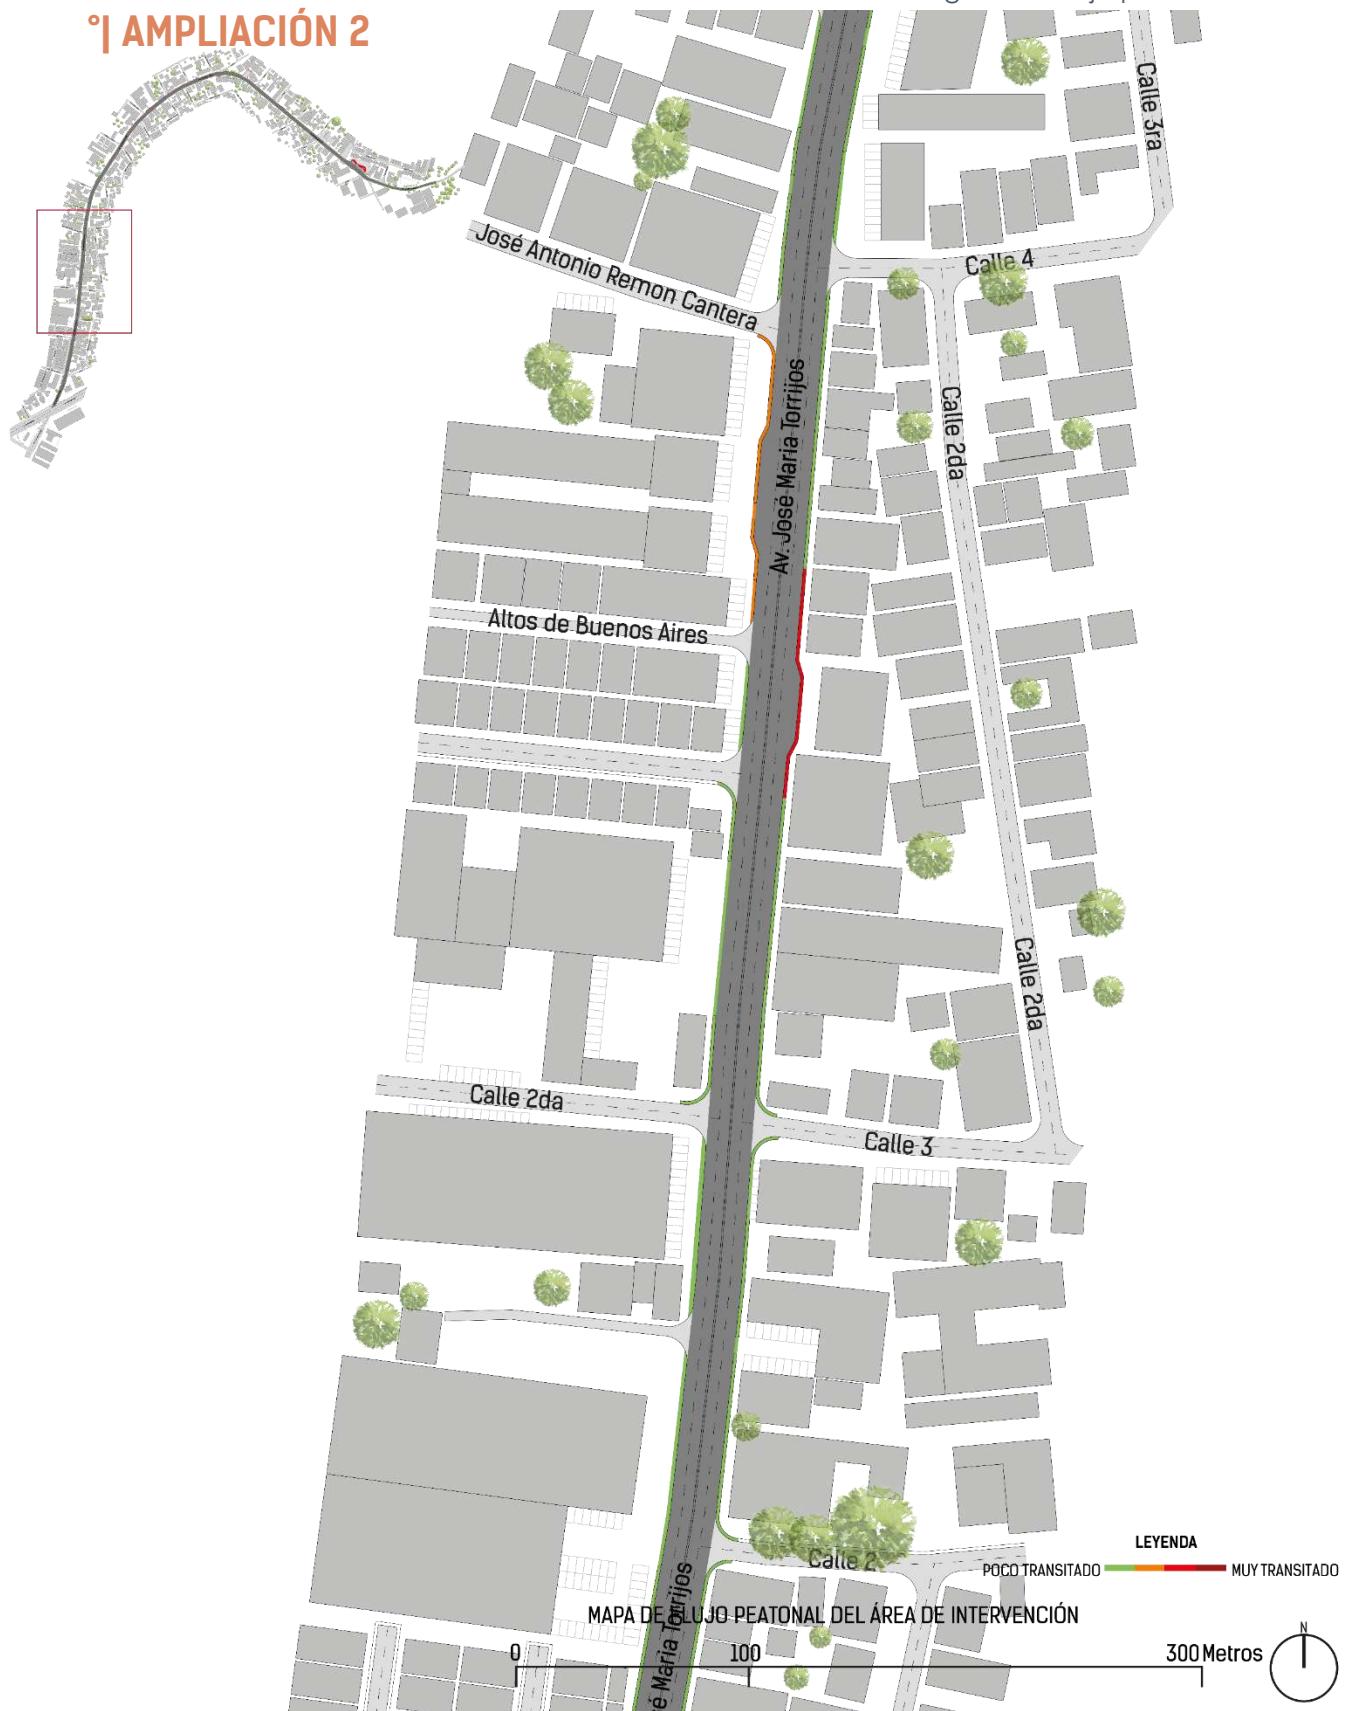 °| AMPLIACIÓN 2
Calle 3ra
José Antonio Remon Cantera
Calle 4
Av. José Maria Torrijos
Calle 2da
Altos de Buenos Aires
Calle 2da
Calle 2da
Calle 3
LEYENDA
POCO TRANSITADO
MUY TRANSITADO
Calle 2
MAPA DE FLUJO PEATONAL DEL ÁREA DE INTERVENCIÓN
é Maria Torrijos
0
100
300 Metros
N